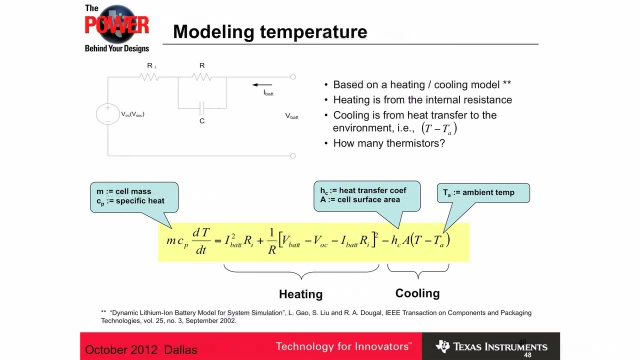 The
POWER
Behind Your Designs
Modeling temperature
R i
R
I batt
V oc (V soc )
V batt
C
• Based on a heating / cooling model **
• Heating is from the internal resistance
• Cooling is from heat transfer to the
environment, i.e., (T − T a )
• How many thermistors?
m := cell mass
c p := specific heat
h c := heat transfer coef
A := cell surface area
T a := ambient temp
m c p dT/dt = I²batt R i + 1/R [V batt − V oc − I batt R i ]² − h c A(T − T a )
Heating
Cooling
** “Dynamic Lithium-Ion Battery Model for System Simulation”, L. Gao, S. Liu and R. A. Dougal, IEEE Transaction on Components and Packaging
Technologies, vol. 25, no. 3, September 2002.
October 2012 Dallas
Technology for Innovators™
TEXAS INSTRUMENTS
48